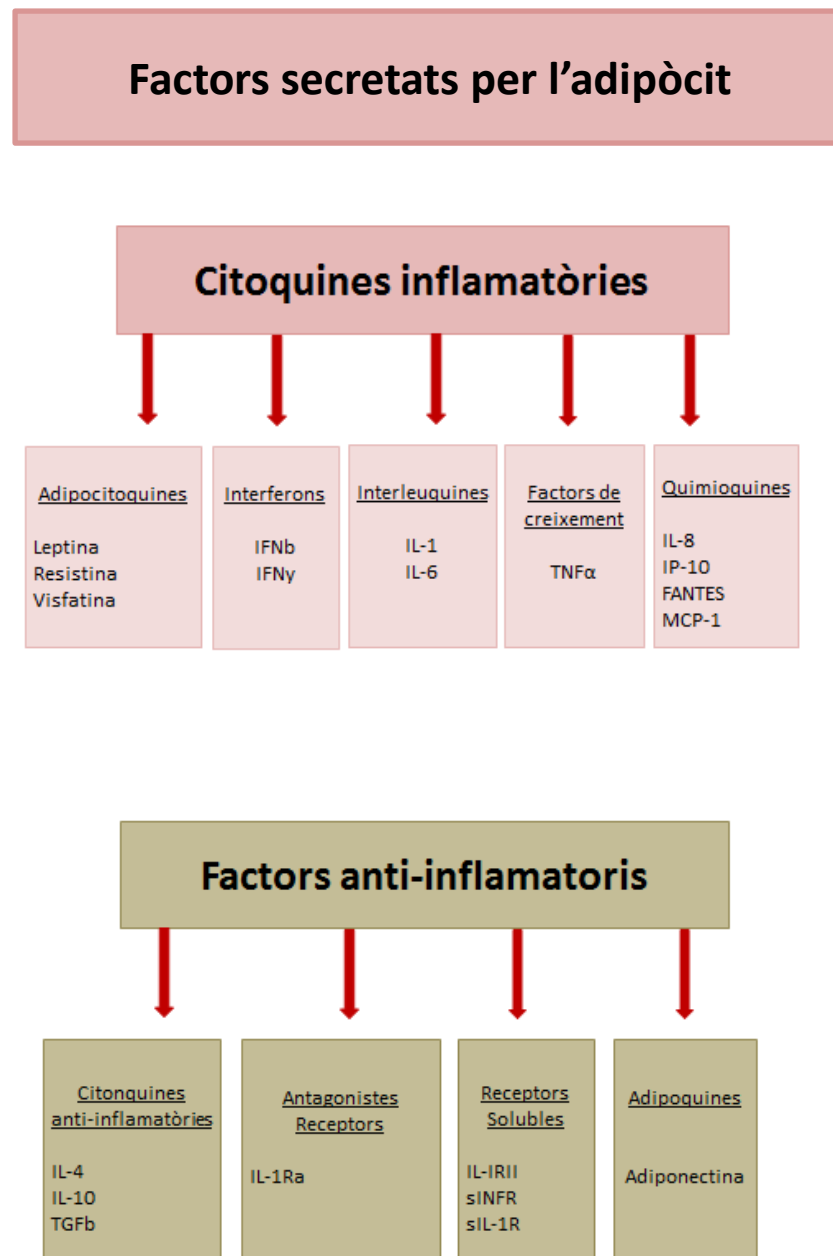 Factors secretats per l'adipòcit
Citoquines inflamatòries
Adipocitoquines
Leptina
Resistina
Visfatina
Interferons
IFNb
IFNy
Interleuquines
IL-1
IL-6
Factors de
creixement
TNFα
Quimioquines
IL-8
IP-10
FANTES
MCP-1
Factors anti-inflamatoris
Citonquines
anti-inflamatòries
IL-4
IL-10
TGFb
Antagonistes
Receptors
IL-1Ra
Receptors
Solubles
IL-IRII
sINFR
sIL-1R
Adipoquines
Adiponectina